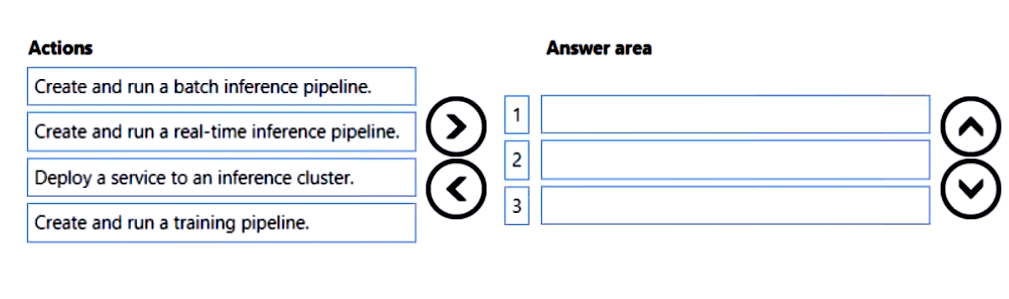 Actions
Answer area
Create and run a batch inference pipeline.
Create and run a real-time inference pipeline.
Deploy a service to an inference cluster.
Create and run a training pipeline.
1
2
3